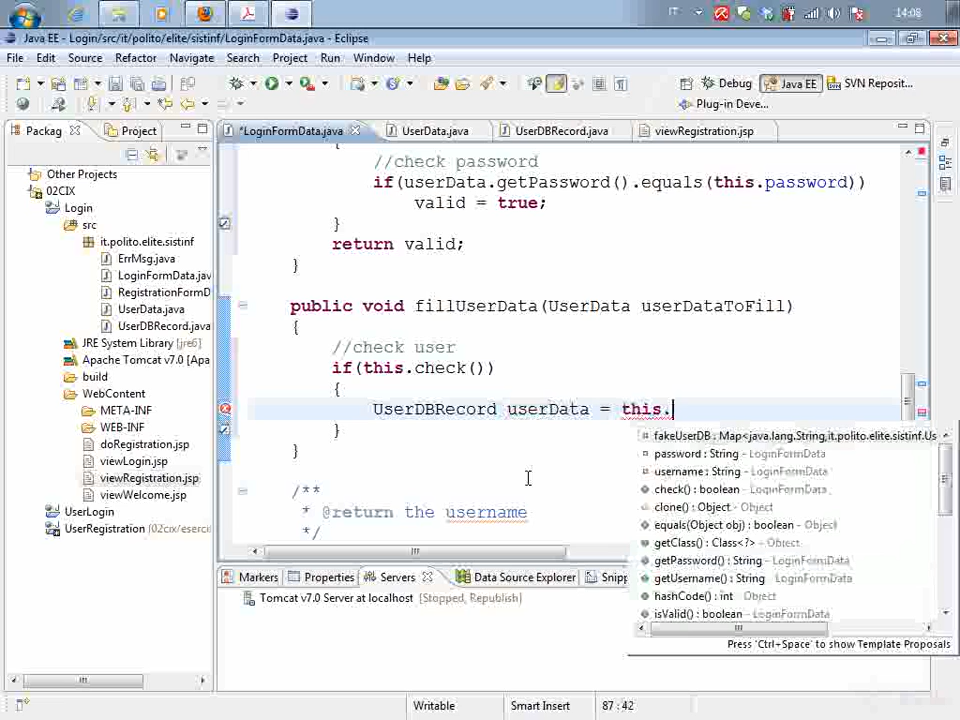 IT
14:08
Java EE - Login/src/it/polito/elite/sistinf/LoginFormData.java - Eclipse
File Edit Source Refactor Navigate Search Project Run Window Help
Debug Java EE SVN Repost...
Plug-in Deve...
Packag Project
*LoginFormData.java UserData.java UserDBRecord.java viewRegistration.jsp
Other Projects
02CIX
Login
src
it.polito.elite.sistinf
ErrMsg.java
LoginFormData.java
RegistrationFormD
UserData.java
UserDBRecord.java
JRE System Library [jre6]
Apache Tomcat v7.0 [Apa
build
WebContent
META-INF
WEB-INF
doRegistration.jsp
viewLogin.jsp
viewRegistration.jsp
viewWelcome.jsp
UserLogin
UserRegistration (02cix/eserci
{
//check password
if(userData.getPassword().equals(this.password))
valid = true;
}
return valid;
}
public void fillUserData(UserData userDataToFill)
{
//check user
if(this.check())
{
UserDBRecord userData = this.
}
}
/**
* @return the username
*/
fakeUserDB : Map<java.lang.String,it.polito.elite.sistinf.Us
password : String - LoginFormData
username : String - LoginFormData
check() : boolean - LoginFormData
clone() : Object - Object
equals(Object obj) : boolean - Object
getClass() : Class<?> - Object
getPassword() : String - LoginFormData
getUsername() : String - LoginFormData
hashCode() : int - Object
isValid() : boolean - LoginFormData
Press 'Ctrl+Space' to show Template Proposals
Markers Properties Servers Data Source Explorer Snipp
Tomcat v7.0 Server at localhost [Stopped, Republish]
Writable Smart Insert 87 : 42